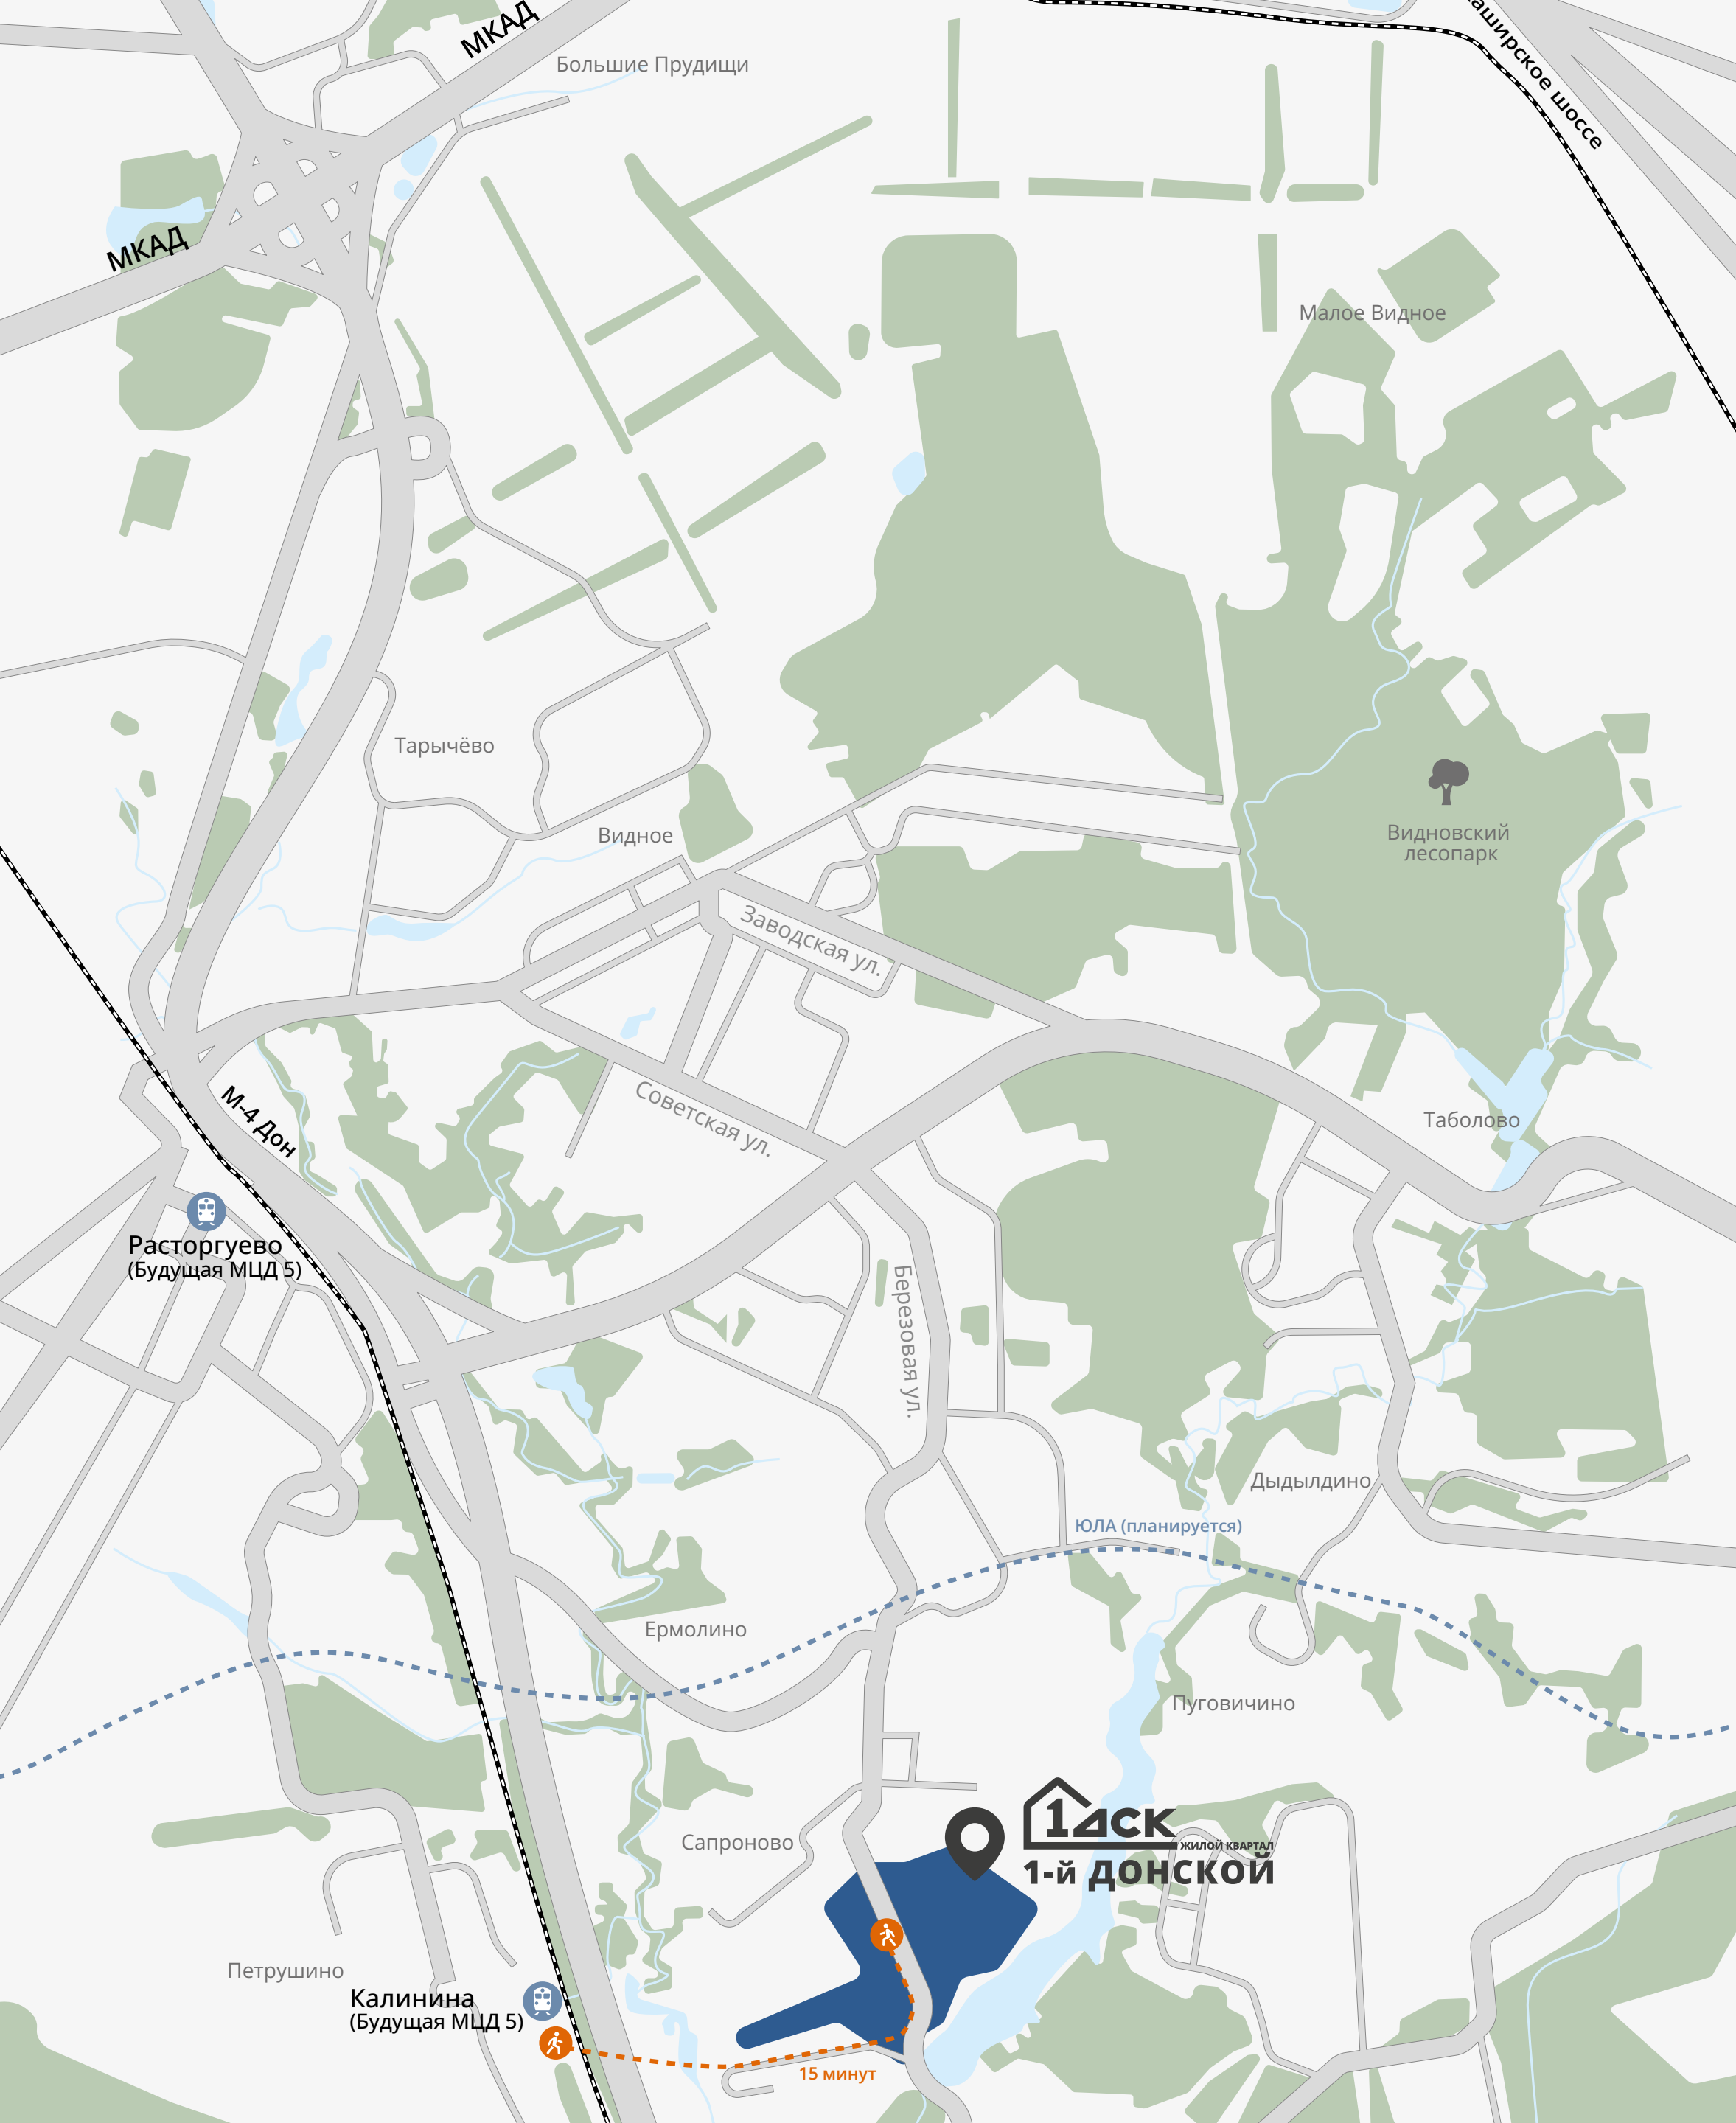 МКАД
Большие Прудищи
Каширское шоссе
МКАД
Малое Видное
Тарычёво
Видное
Видновский
лесопарк
Заводская ул.
М-4 Дон
Советская ул.
Таболово
Расторгуево
(Будущая МЦД 5)
Березовая ул.
Дыдылдино
ЮЛА (планируется)
Ермолино
Пуговичино
1ДСК
ЖИЛОЙ КВАРТАЛ
1-й ДОНСКОЙ
Сапроново
Петрушино
Калинина
(Будущая МЦД 5)
15 минут